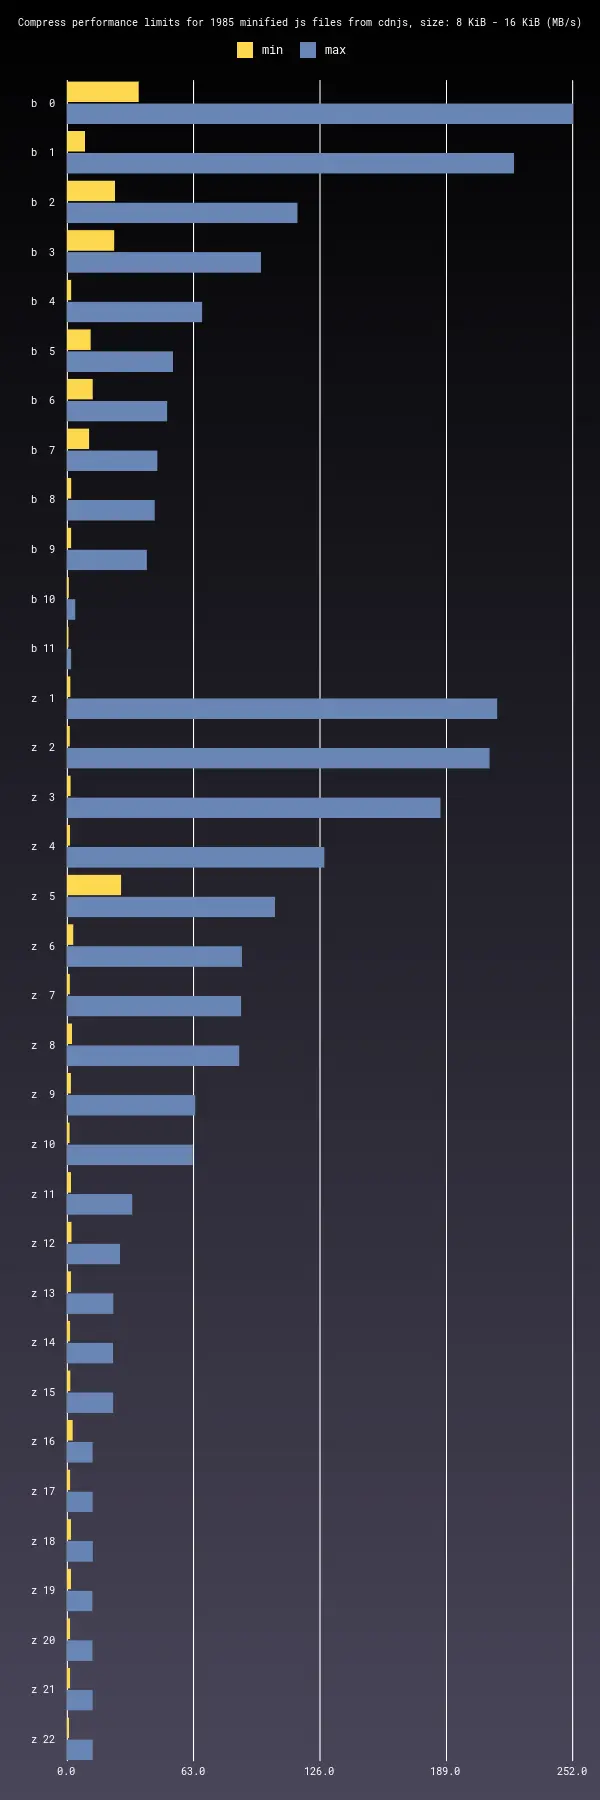 Compress performance limits for 1985 minified js files from cdnjs, size: 8 KiB - 16 KiB (MB/s)
min max
b 0
b 1
b 2
b 3
b 4
b 5
b 6
b 7
b 8
b 9
b 10
b 11
z 1
z 2
z 3
z 4
z 5
z 6
z 7
z 8
z 9
z 10
z 11
z 12
z 13
z 14
z 15
z 16
z 17
z 18
z 19
z 20
z 21
z 22
0.0 63.0 126.0 189.0 252.0